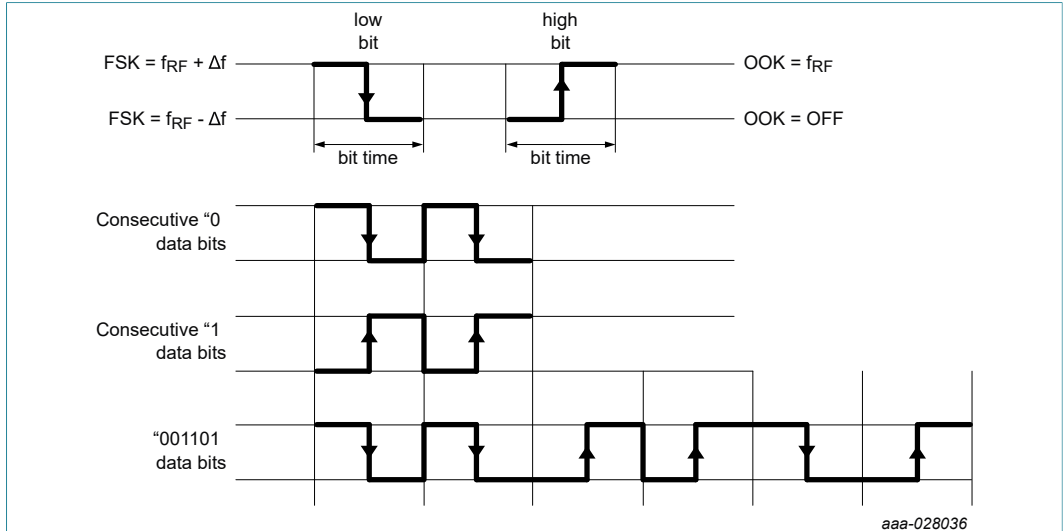 low
bit
high
bit
FSK = fRF + Δf
OOK = fRF
FSK = fRF - Δf
OOK = OFF
bit time
bit time
Consecutive “0
data bits
Consecutive “1
data bits
“001101
data bits
aaa-028036